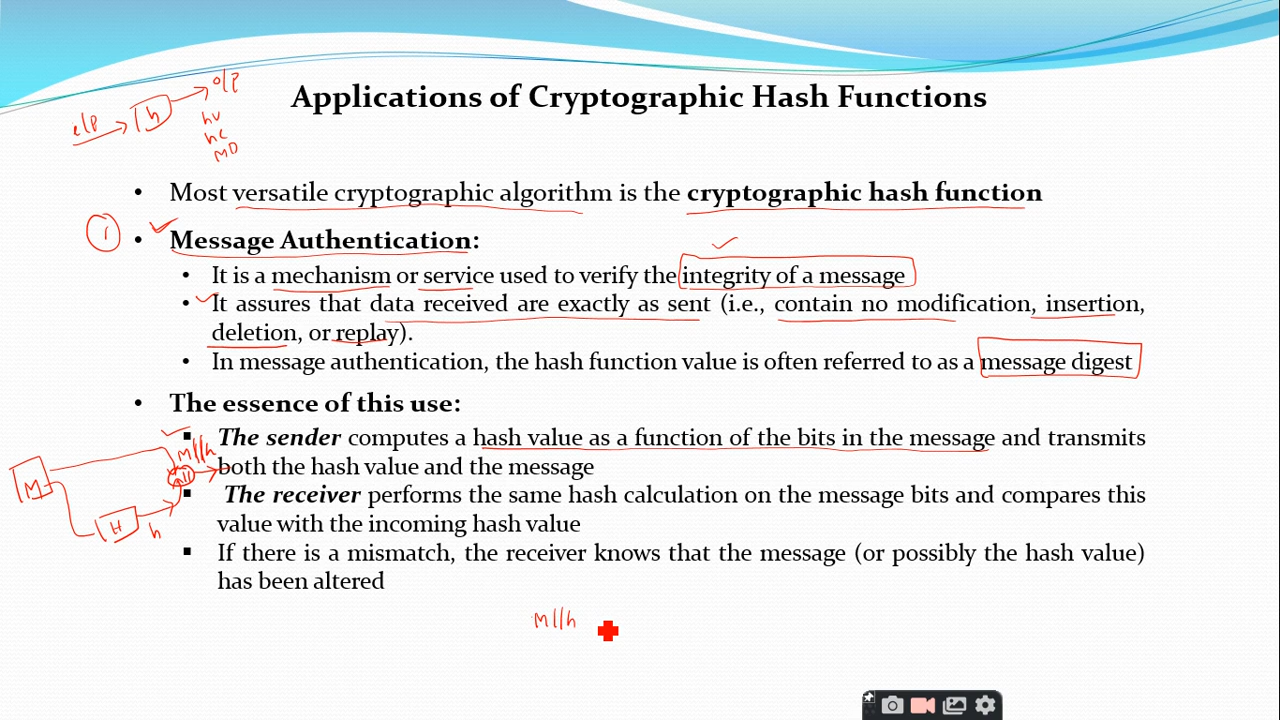 o/p
i/p
h
hv
hc
MD
Applications of Cryptographic Hash Functions
• Most versatile cryptographic algorithm is the cryptographic hash function
1
• Message Authentication:
• It is a mechanism or service used to verify the integrity of a message
• It assures that data received are exactly as sent (i.e., contain no modification, insertion,
deletion, or replay).
• In message authentication, the hash function value is often referred to as a message digest
• The essence of this use:
▪ The sender computes a hash value as a function of the bits in the message and transmits
both the hash value and the message
▪ The receiver performs the same hash calculation on the message bits and compares this
value with the incoming hash value
▪ If there is a mismatch, the receiver knows that the message (or possibly the hash value)
has been altered
M||h
M
||
H
h
M||h